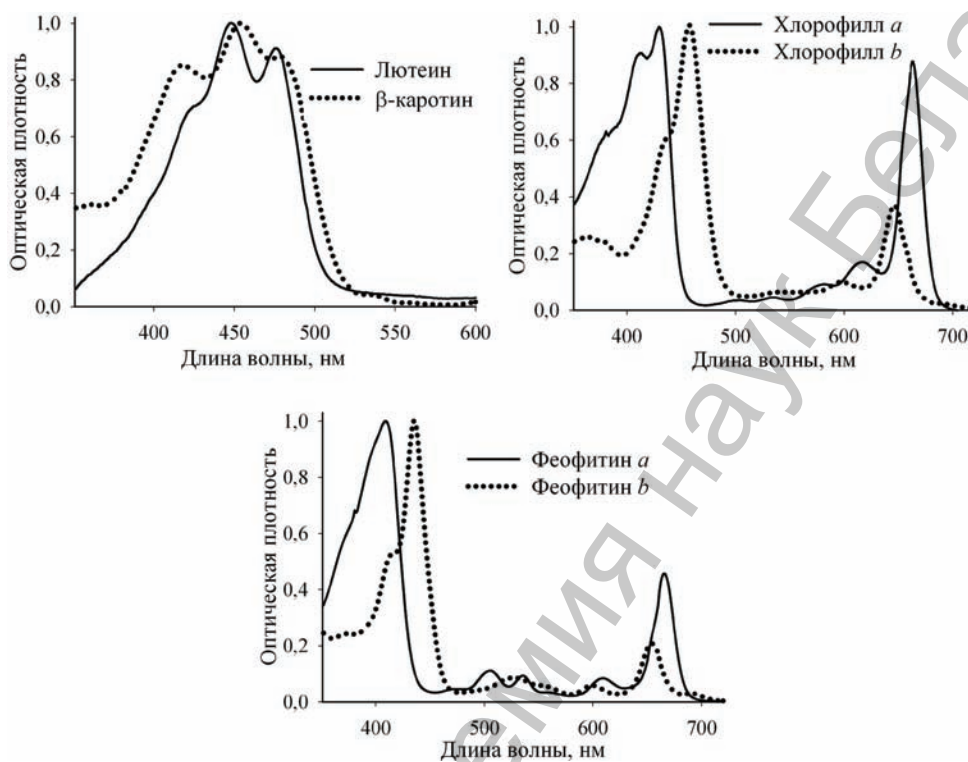 Оптическая плотность
1,0
0,8
0,6
0,4
0,2
0,0
Лютеин
β-каротин
400
450
500
550
600
Длина волны, нм
Оптическая плотность
1,0
0,8
0,6
0,4
0,2
0,0
Хлорофилл a
Хлорофилл b
400
500
600
700
Длина волны, нм
Оптическая плотность
1,0
0,8
0,6
0,4
0,2
0,0
Феофитин a
Феофитин b
400
500
600
700
Длина волны, нм
наук